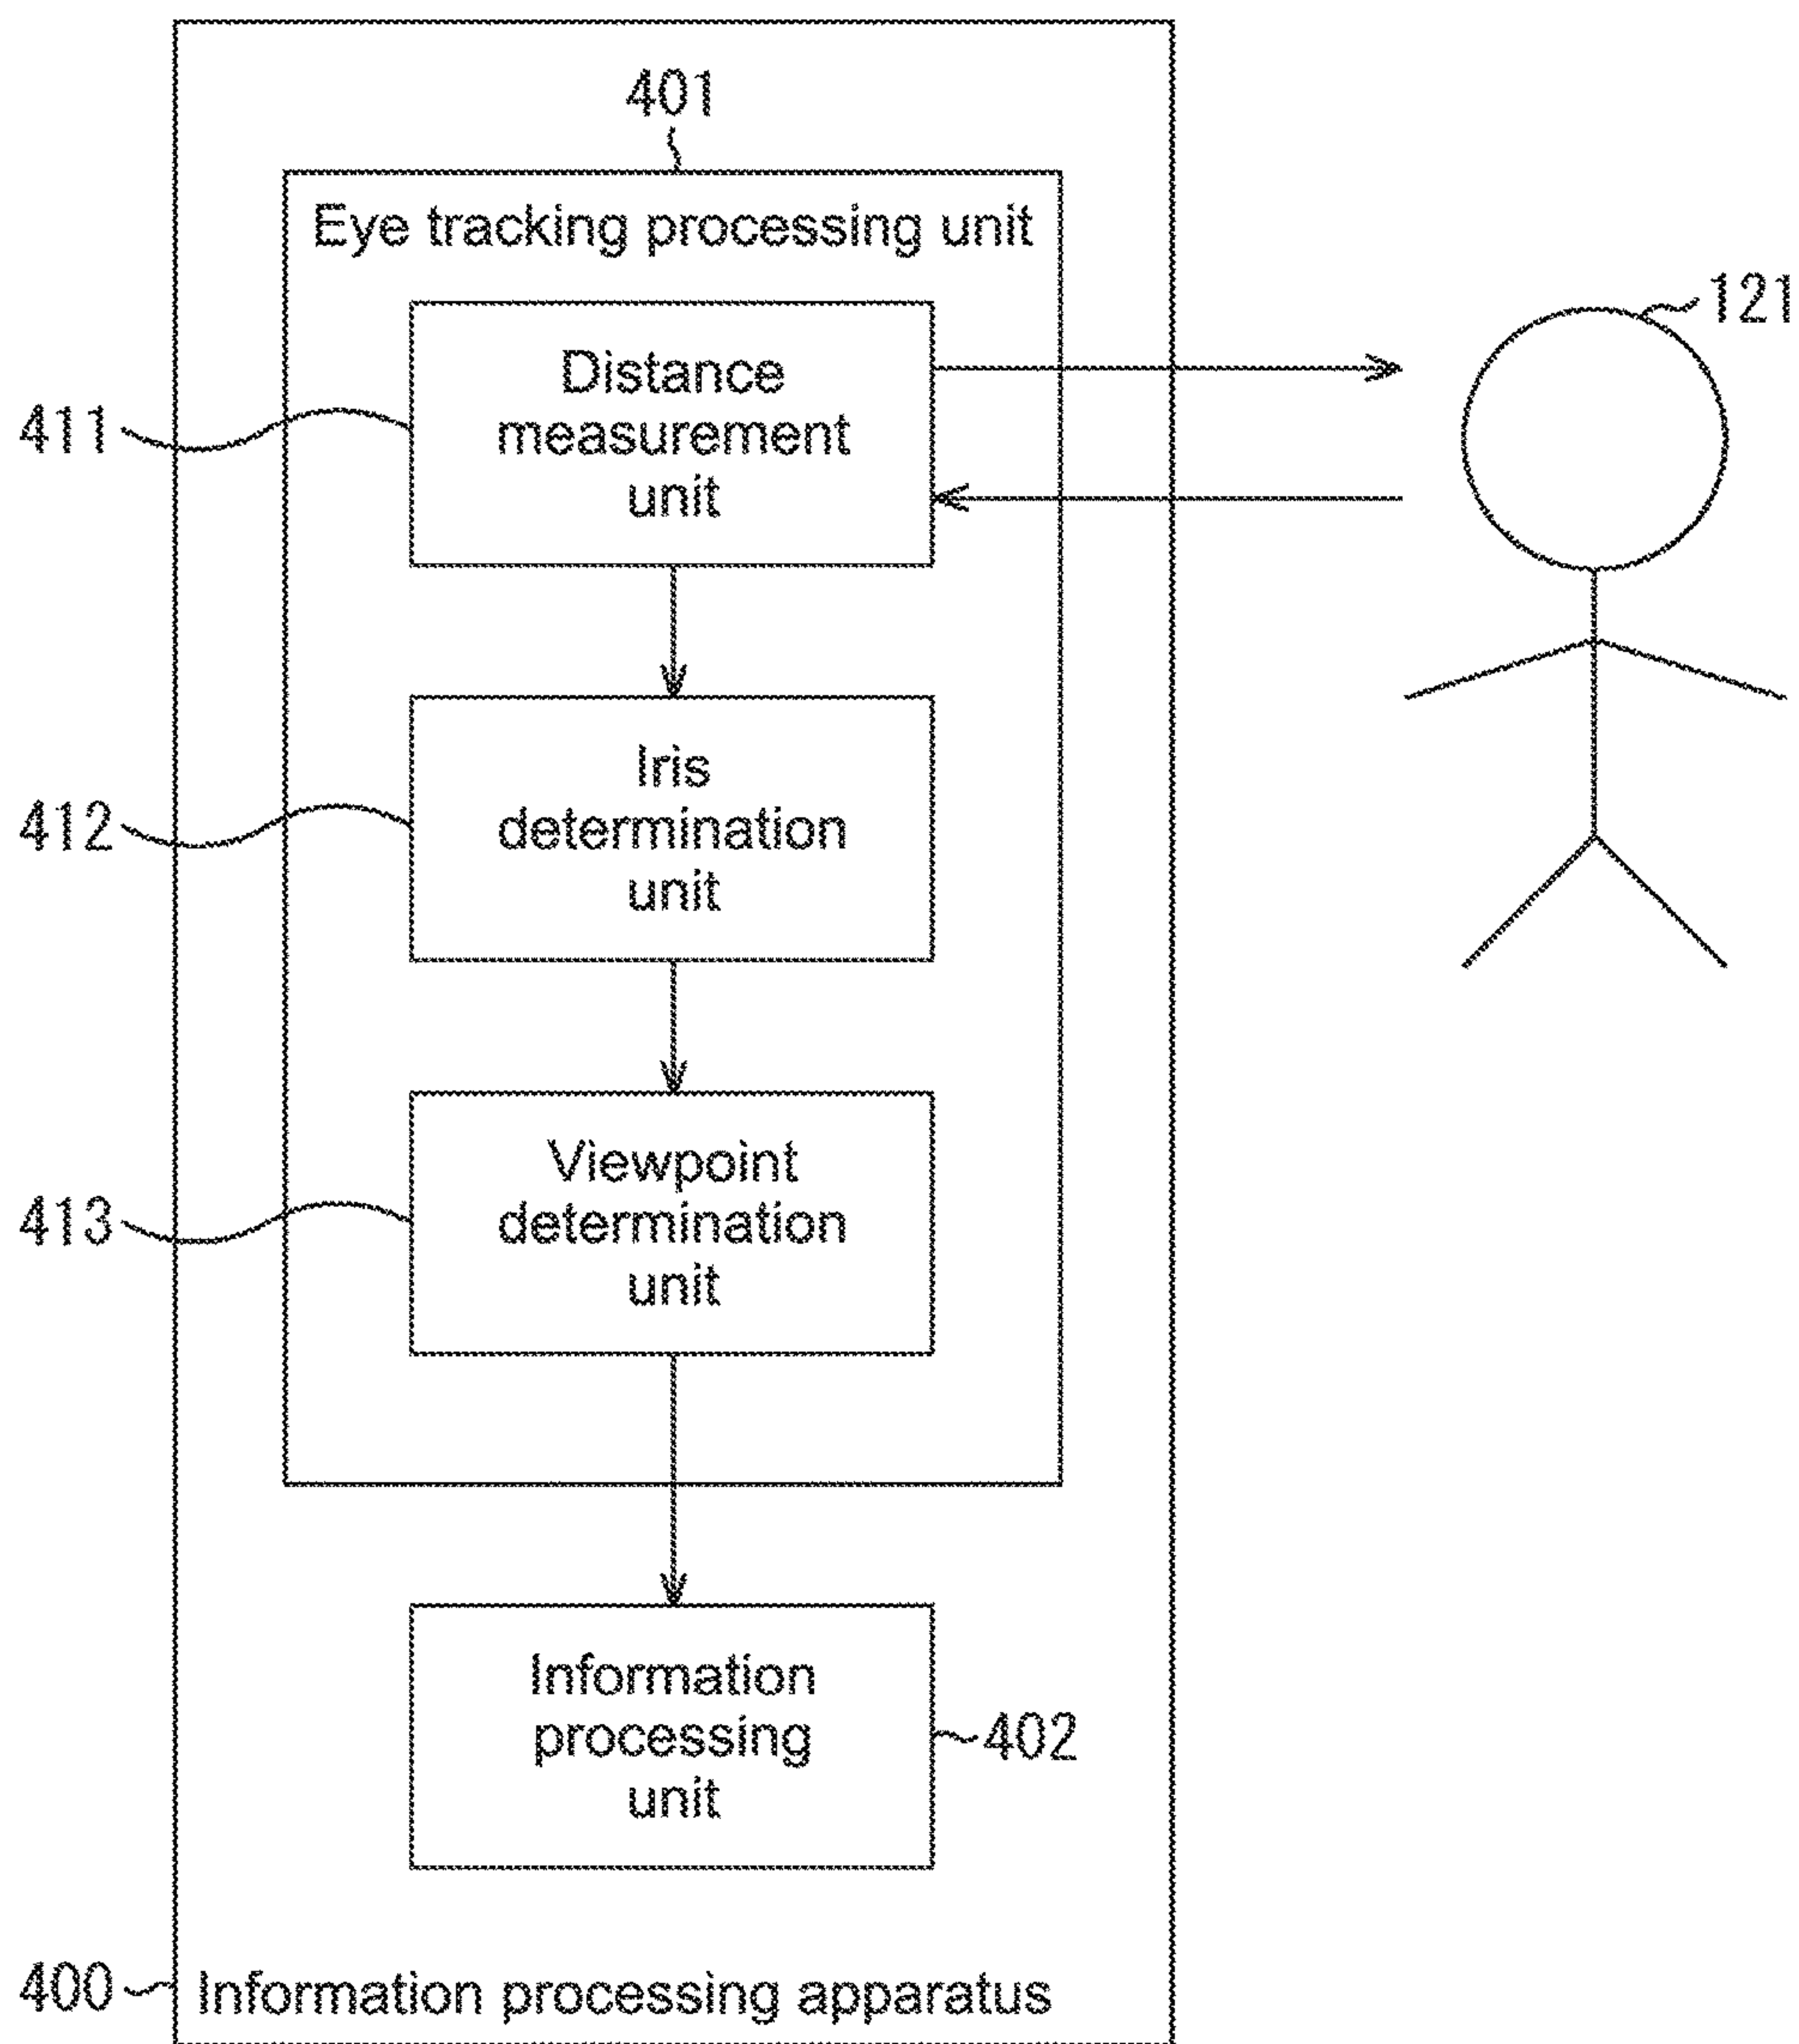 401
Eye tracking processing unit
121
Distance
measurement
unit
411
Iris
determination
unit
412
Viewpoint
determination
unit
413
Information
processing
unit
402
400
Information processing apparatus